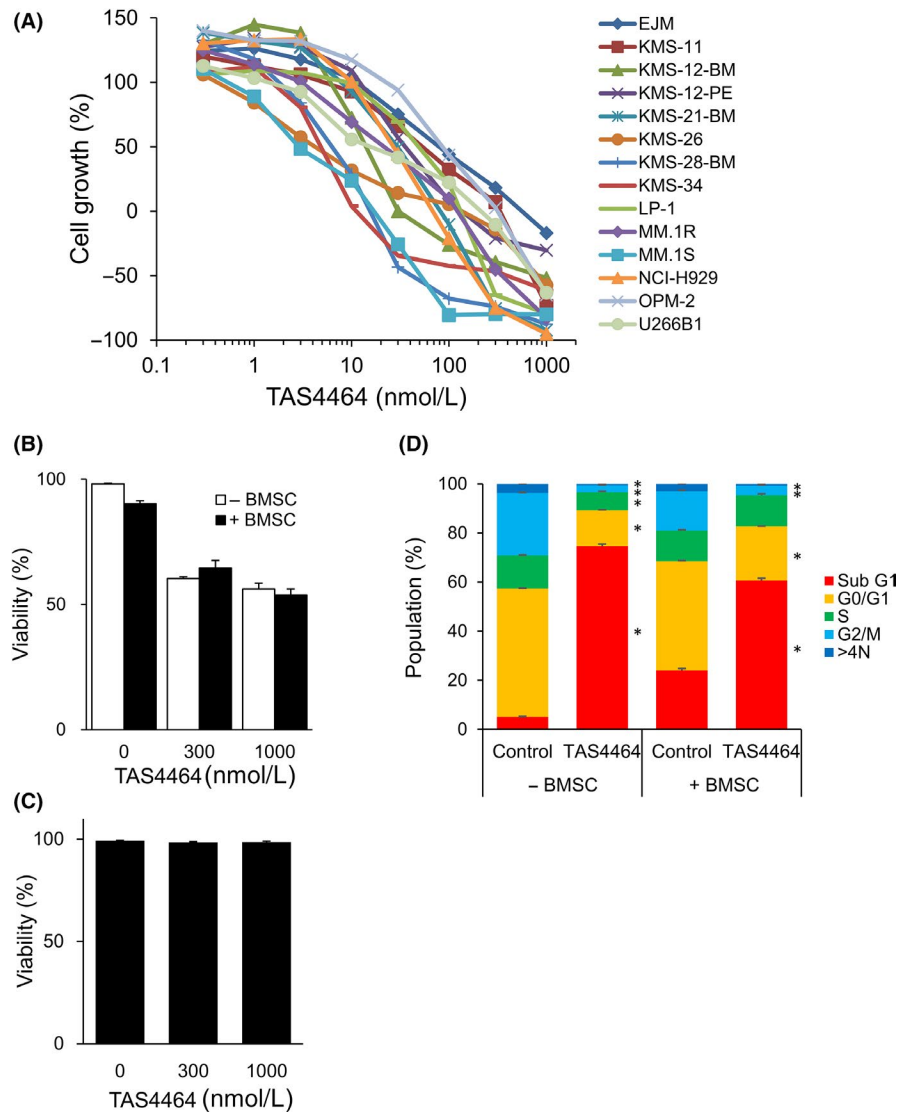 (A)
150
100
50
0
−50
−100
Cell growth (%)
0.1
1
10
100
1000
TAS4464 (nmol/L)
EJM
KMS-11
KMS-12-BM
KMS-12-PE
KMS-21-BM
KMS-26
KMS-28-BM
KMS-34
LP-1
MM.1R
MM.1S
NCI-H929
OPM-2
U266B1
(B)
100
50
0
Viability (%)
– BMSC
+ BMSC
0
300
1000
TAS4464 (nmol/L)
(C)
100
50
0
Viability (%)
0
300
1000
TAS4464 (nmol/L)
(D)
100
80
60
40
20
0
Population (%)
*
*
*
*
*
*
*
*
*
Sub G1
G0/G1
S
G2/M
>4N
Control TAS4464 Control TAS4464
– BMSC + BMSC